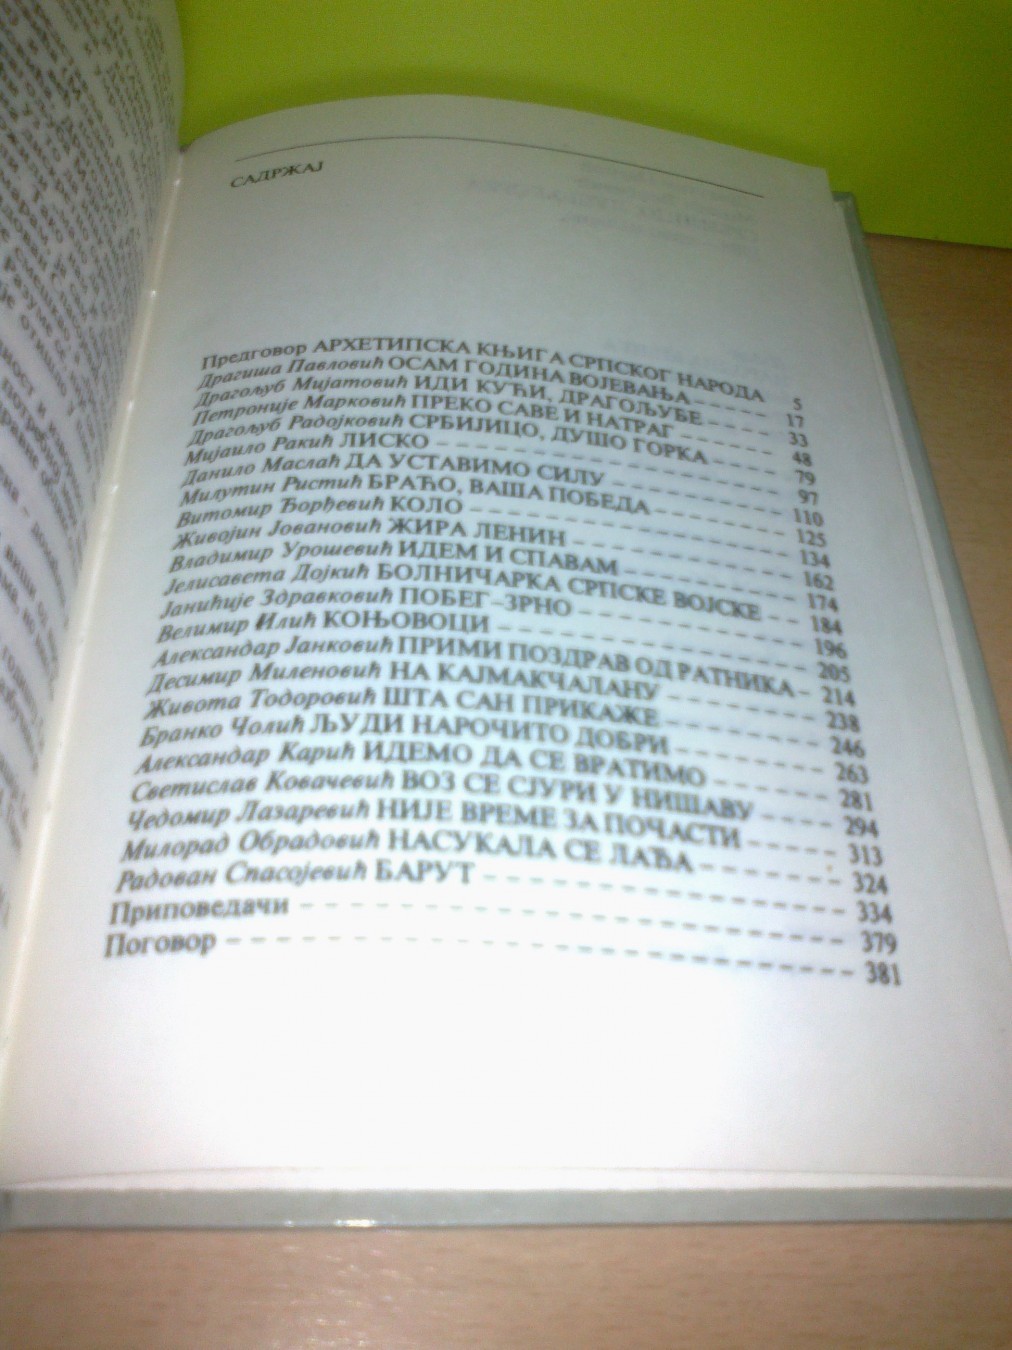 САДРЖАЈ
Предговор АРХЕТИПСКА КЊИГА СРПСКОГ НАРОДА 5
Драгиша Павловић ОСАМ ГОДИНА ВОЈЕВАЊА – – – – – 17
Драгољуб Мијатовић ИДИ КУЋИ, ДРАГОЉУБЕ – – – – – 33
Петроније Марковић ПРЕКО САВЕ И НАТРАГ – – – – – – 48
Драгољуб Радојковић СРБИЈИЦО, ДУШО ГОРКА – – – – – 79
Мијаило Ракић ЛИСКО – – – – – – – – – – – – – – – – 97
Данило Маслаћ ДА УСТАВИМО СИЛУ – – – – – – – – – 110
Милутин Ристић БРАЋО, ВАША ПОБЕДА – – – – – – – 125
Витомир Ђорђевић КОЛО – – – – – – – – – – – – – – – 134
Живојин Јовановић ЖИРА ЛЕНИН – – – – – – – – – – – 162
Владимир Урошевић ИДЕМ И СПАВАМ – – – – – – – – 174
Јелисавета Дојкић БОЛНИЧАРКА СРПСКЕ ВОЈСКЕ – – – 184
Јанићије Здравковић ПОБЕГ–ЗРНО – – – – – – – – – – – 196
Велимир Илић КОЊОВОЦИ – – – – – – – – – – – – – – 205
Александар Јанковић ПРИМИ ПОЗДРАВ ОД РАТНИКА – 214
Десимир Миленовић НА КАЈМАКЧАЛАНУ – – – – – – – 238
Живота Тодоровић ШТА САН ПРИКАЖЕ – – – – – – – – 246
Бранко Чолић ЉУДИ НАРОЧИТО ДОБРИ – – – – – – – – 263
Александар Карић ИДЕМО ДА СЕ ВРАТИМО – – – – – – 281
Светислав Ковачевић ВОЗ СЕ СЈУРИ У НИШАВУ – – – – 294
Чедомир Лазаревић НИЈЕ ВРЕМЕ ЗА ПОЧАСТИ – – – – – 313
Милорад Обрадовић НАСУКАЛА СЕ ЛАЂА – – – – – – – 324
Радован Спасојевић БАРУТ – – – – – – – – – – – – – – – 334
Приповедачи – – – – – – – – – – – – – – – – – – – – – – 379
Поговор – – – – – – – – – – – – – – – – – – – – – – – – – 381